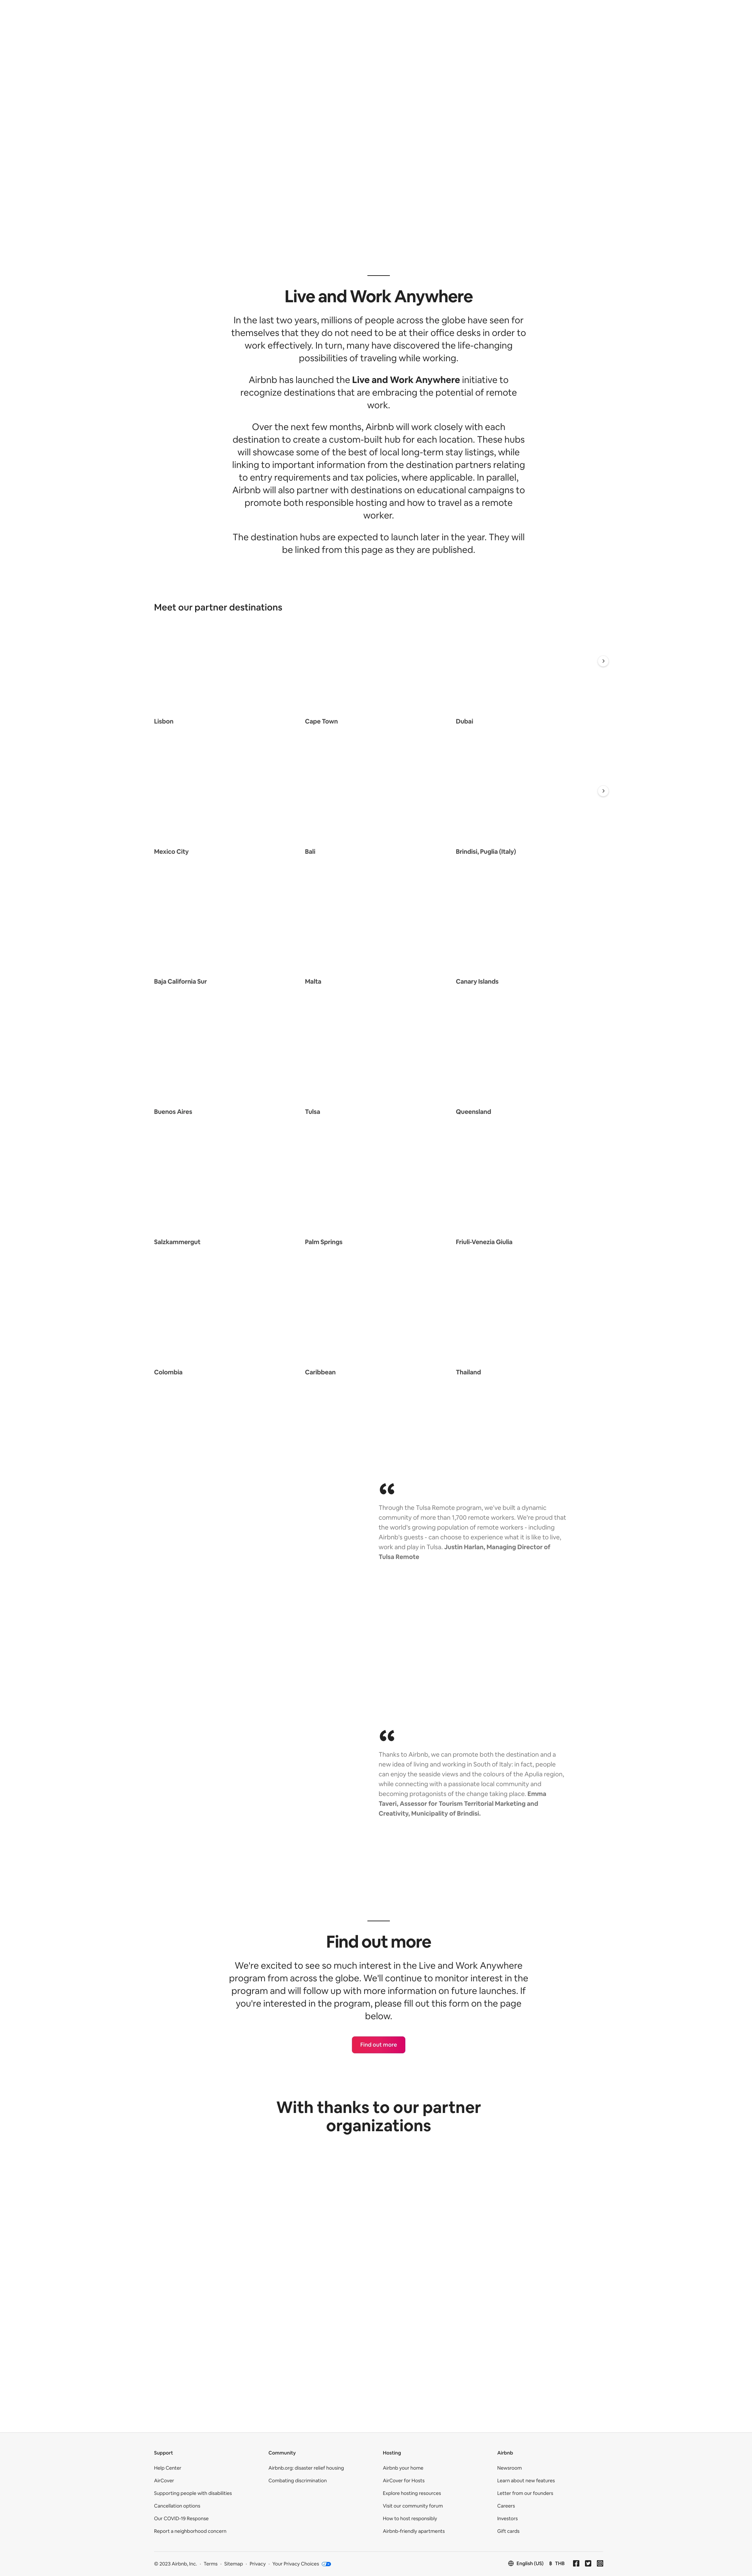 Live and Work Anywhere
In the last two years, millions of people across the globe have seen for
themselves that they do not need to be at their office desks in order to
work effectively. In turn, many have discovered the life-changing
possibilities of traveling while working.
Airbnb has launched the Live and Work Anywhere initiative to
recognize destinations that are embracing the potential of remote
work.
Over the next few months, Airbnb will work closely with each
destination to create a custom-built hub for each location. These hubs
will showcase some of the best of local long-term stay listings, while
linking to important information from the destination partners relating
to entry requirements and tax policies, where applicable. In parallel,
Airbnb will also partner with destinations on educational campaigns to
promote both responsible hosting and how to travel as a remote
worker.
The destination hubs are expected to launch later in the year. They will
be linked from this page as they are published.
Meet our partner destinations
Lisbon
Cape Town
Dubai
Mexico City
Bali
Brindisi, Puglia (Italy)
Baja California Sur
Malta
Canary Islands
Buenos Aires
Tulsa
Queensland
Salzkammergut
Palm Springs
Friuli-Venezia Giulia
Colombia
Caribbean
Thailand
“
Through the Tulsa Remote program, we've built a dynamic
community of more than 1,700 remote workers. We're proud that
the world's growing population of remote workers - including
Airbnb's guests - can choose to experience what it is like to live,
work and play in Tulsa. Justin Harlan, Managing Director of
Tulsa Remote
“
Thanks to Airbnb, we can promote both the destination and a
new idea of living and working in South of Italy: in fact, people
can enjoy the seaside views and the colours of the Apulia region,
while connecting with a passionate local community and
becoming protagonists of the change taking place. Emma
Taveri, Assessor for Tourism Territorial Marketing and
Creativity, Municipality of Brindisi.
Find out more
We're excited to see so much interest in the Live and Work Anywhere
program from across the globe. We'll continue to monitor interest in the
program and will follow up with more information on future launches. If
you're interested in the program, please fill out this form on the page
below.
Find out more
With thanks to our partner
organizations
Support
Help Center
AirCover
Supporting people with disabilities
Cancellation options
Our COVID-19 Response
Report a neighborhood concern
Community
Airbnb.org: disaster relief housing
Combating discrimination
Hosting
Airbnb your home
AirCover for Hosts
Explore hosting resources
Visit our community forum
How to host responsibly
Airbnb-friendly apartments
Airbnb
Newsroom
Learn about new features
Letter from our founders
Careers
Investors
Gift cards
© 2023 Airbnb, Inc. · Terms · Sitemap · Privacy · Your Privacy Choices
English (US) ฿ THB